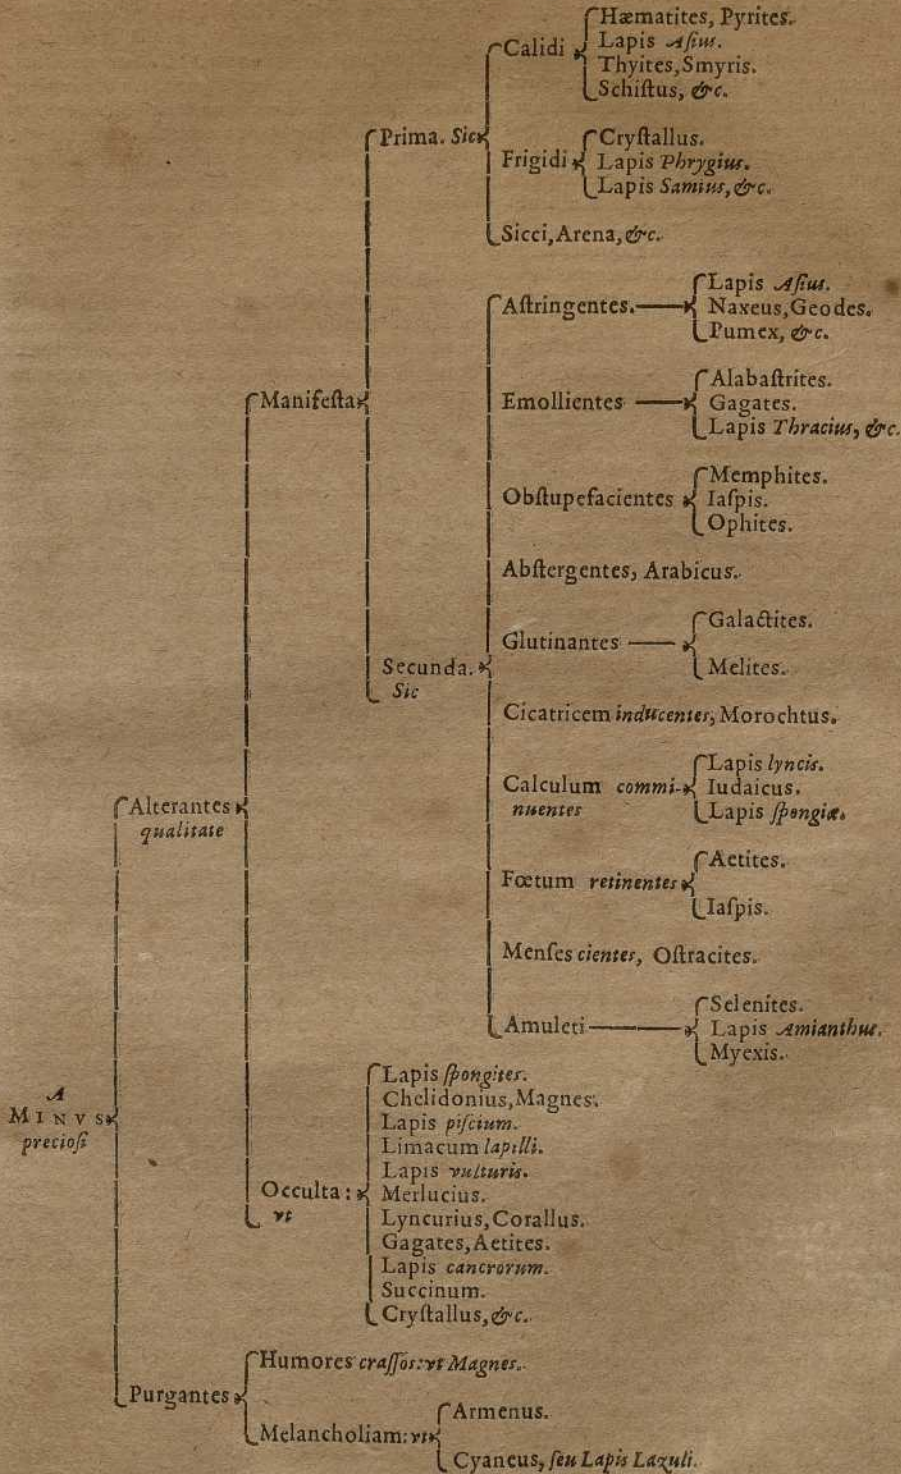 Hæmatites, Pyrites.
Calidi
Lapis Aſius.
Thyites, Smyris.
Schiſtus, &c.
Prima. Sic
Cryſtallus.
Frigidi
Lapis Phrygius.
Lapis Samius, &c.
Sicci, Arena, &c.
Lapis Aſius.
Aſtringentes.
Naxeus, Geodes.
Pumex, &c.
Alabaſtrites.
Manifeſta
Emollientes
Gagates.
Lapis Thracius, &c.
Memphites.
Obſtupefacientes
Iaſpis.
Ophites.
Abſtergentes, Arabicus.
Galactites.
Glutinantes
Secunda.
Sic
Melites.
Cicatricem inducentes, Morochtus.
Lapis lyncis.
Calculum commi-
nuentes
Iudaicus.
Lapis ſpongiæ.
Alterantes
qualitate
Aetites.
Fœtum retinentes
Iaſpis.
Menſes cientes, Oſtracites.
Selenites.
Amuleti
Lapis Amianthus.
Myexis.
Lapis ſpongites.
Chelidonius, Magnes.
A
MINVS
precioſi
Lapis piſcium.
Limacum lapilli.
Lapis vulturis.
Occulta:
vt
Merlucius.
Lyncurius, Corallus.
Gagates, Aetites.
Lapis cancrorum.
Succinum.
Cryſtallus, &c.
Humores craſſos: vt Magnes.
Purgantes
Armenus.
Melancholiam: vt
Cyaneus, ſeu Lapis Lazuli.